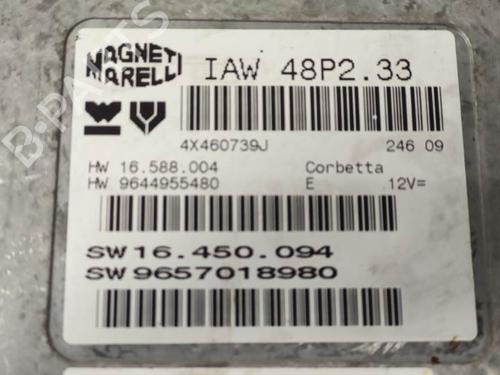 MAGNETI MARELLI
IAW 48P2.33
4X460739J 246 09
HW 16.588.004 Corbetta
HW 9644955480 E 12V=
SW 16.450.094
SW 9657018980
B-PARTS